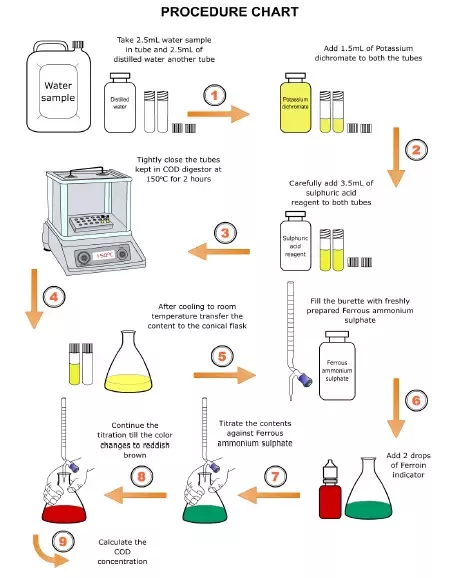 PROCEDURE CHART
Take 2.5mL water sample
in tube and 2.5mL of
distilled water another tube
Water
sample
Distilled
water
1
Add 1.5mL of Potassium
dichromate to both the tubes
Potassium
dichromate
2
Carefully add 3.5mL of
sulphuric acid
reagent to both tubes
Sulphuric
acid
reagent
3
Tightly close the tubes
kept in COD digestor at
150ºC for 2 hours
150°C
4
After cooling to room
temperature transfer the
content to the conical flask
5
Fill the burette with freshly
prepared Ferrous ammonium
sulphate
Ferrous
ammonium
sulphate
6
Add 2 drops
of Ferroin
indicator
7
Titrate the contents
against Ferrous
ammonium sulphate
8
Continue the
titration till the color
changes to reddish
brown
9
Calculate the
COD
concentration